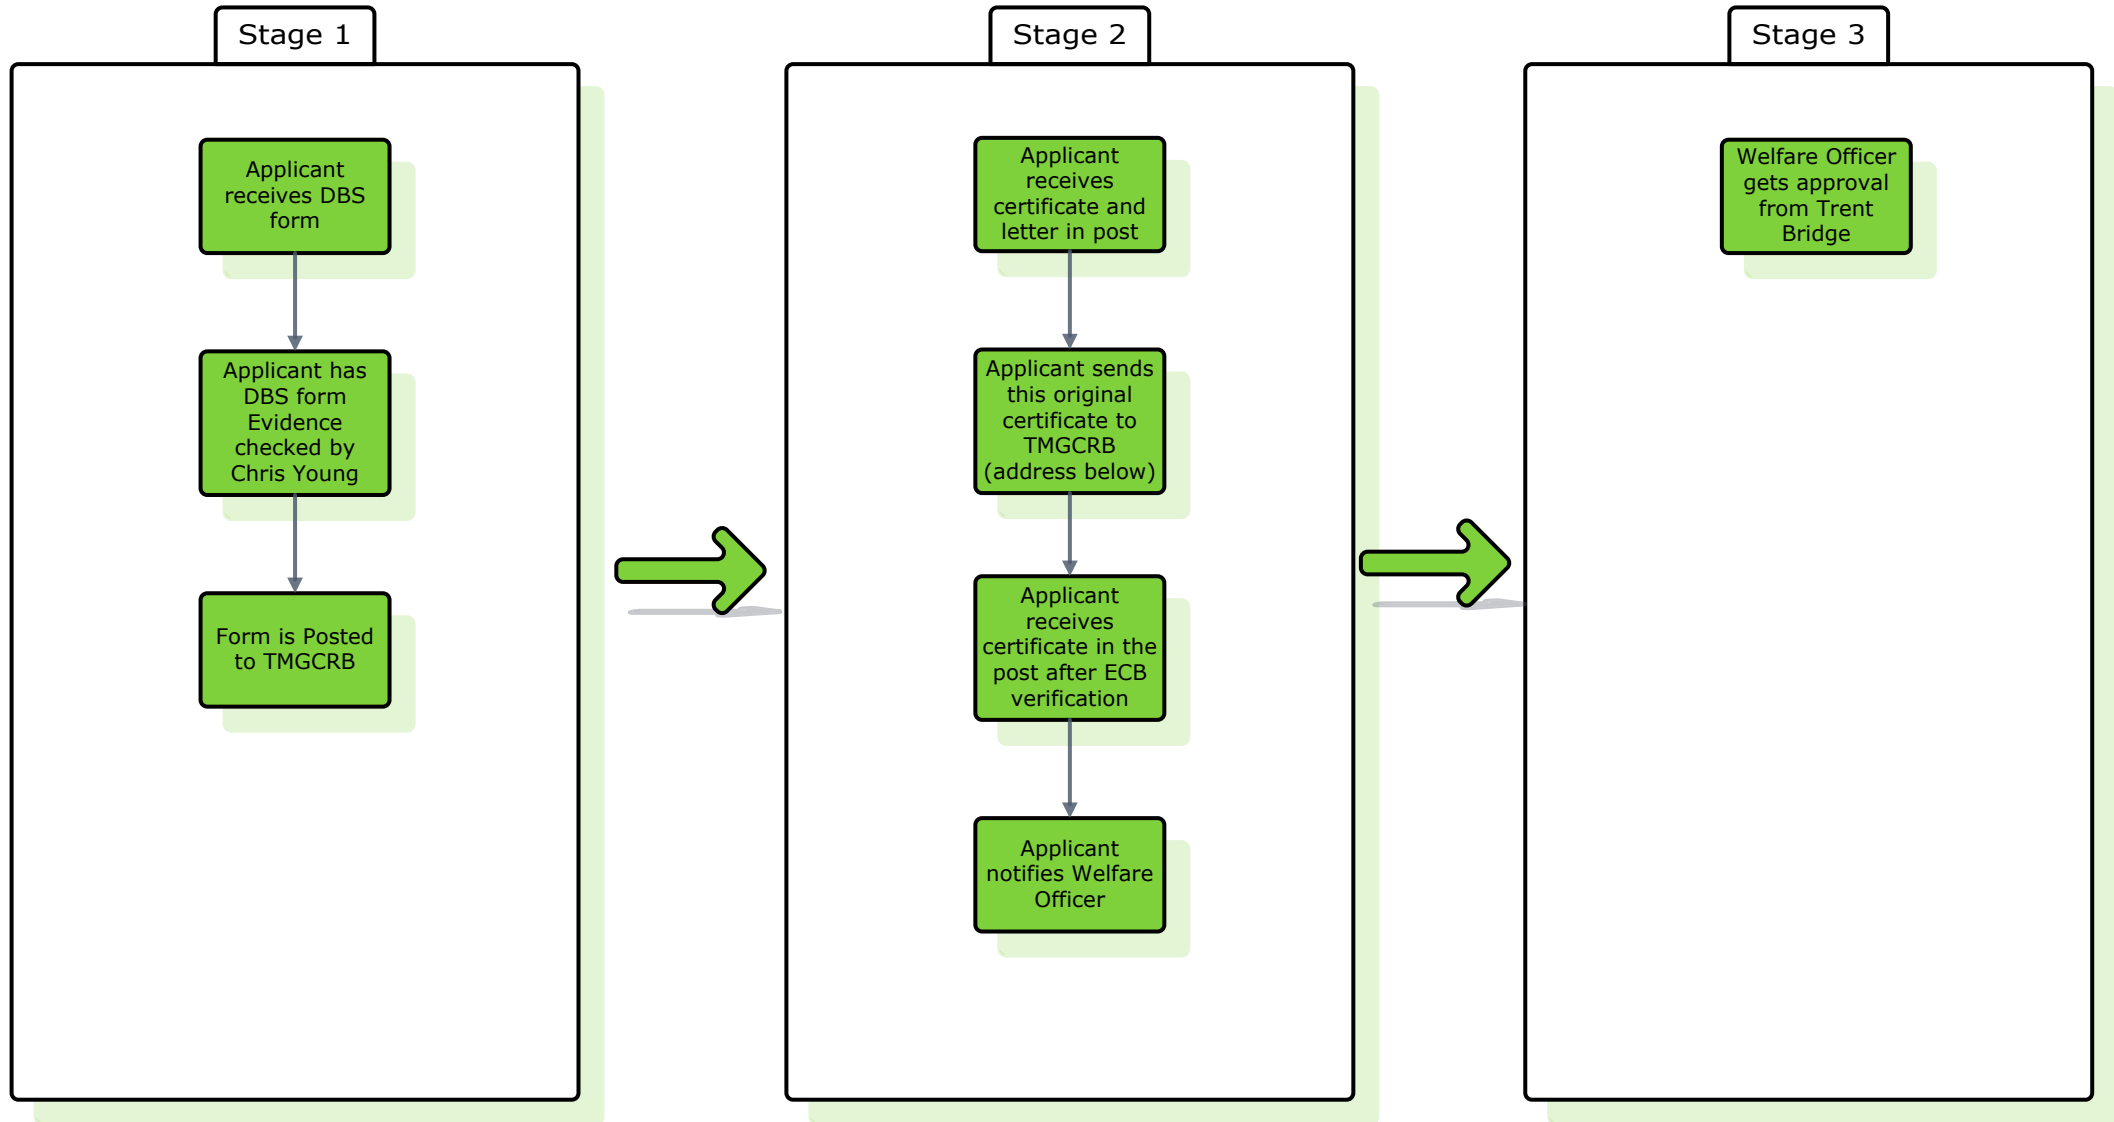 Stage 1
Applicant
receives DBS
form
Applicant has
DBS form
Evidence
checked by
Chris Young
Form is Posted
to TMGCRB
Stage 2
Applicant
receives
certificate and
letter in post
Applicant sends
this original
certificate to
TMGCRB
(address below)
Applicant
receives
certificate in the
post after ECB
verification
Applicant
notifies Welfare
Officer
Stage 3
Welfare Officer
gets approval
from Trent
Bridge